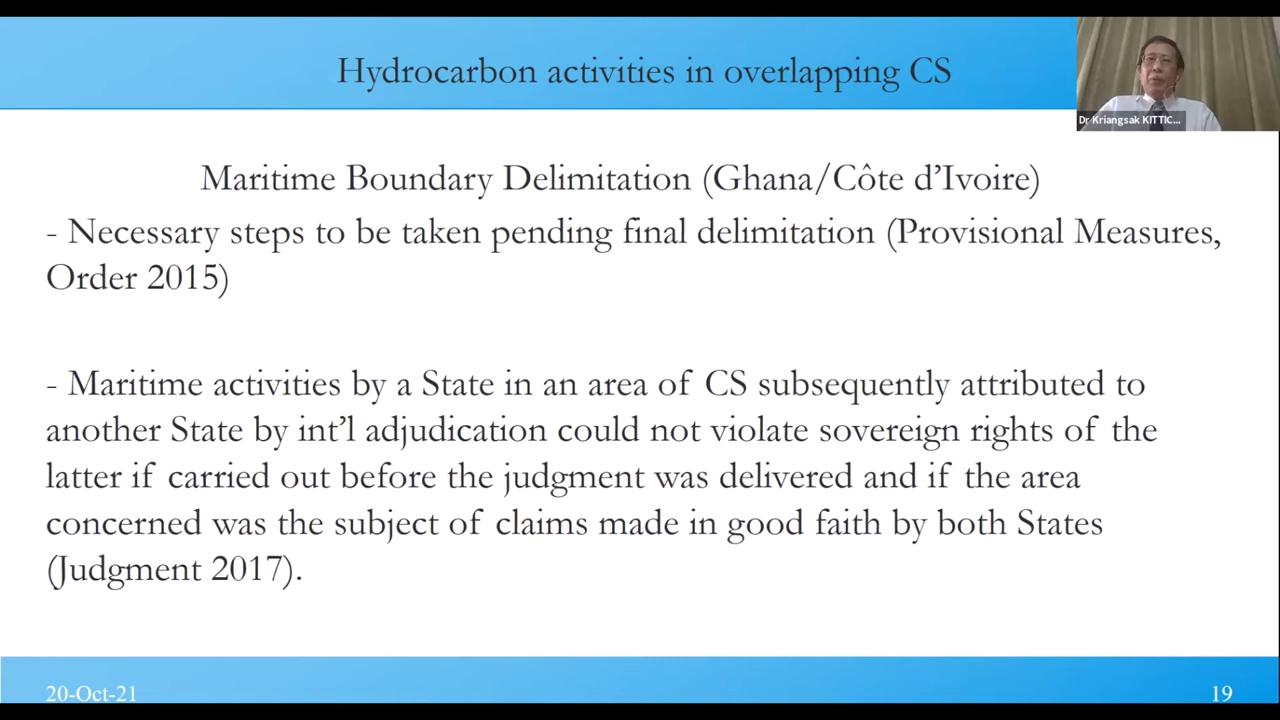 Hydrocarbon activities in overlapping CS
Dr Kriangsak KITTIC...
Maritime Boundary Delimitation (Ghana/Côte d’Ivoire)
- Necessary steps to be taken pending final delimitation (Provisional Measures,
Order 2015)
- Maritime activities by a State in an area of CS subsequently attributed to
another State by int’l adjudication could not violate sovereign rights of the
latter if carried out before the judgment was delivered and if the area
concerned was the subject of claims made in good faith by both States
(Judgment 2017).
20-Oct-21
19